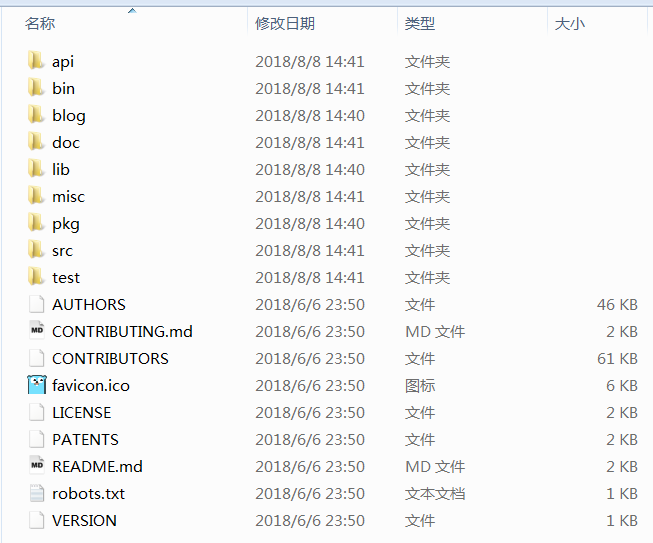 名称 修改日期 类型 大小
api 2018/8/8 14:41 文件夹
bin 2018/8/8 14:41 文件夹
blog 2018/8/8 14:40 文件夹
doc 2018/8/8 14:41 文件夹
lib 2018/8/8 14:40 文件夹
misc 2018/8/8 14:41 文件夹
pkg 2018/8/8 14:40 文件夹
src 2018/8/8 14:41 文件夹
test 2018/8/8 14:41 文件夹
AUTHORS 2018/6/6 23:50 文件 46 KB
MD CONTRIBUTING.md 2018/6/6 23:50 MD 文件 2 KB
CONTRIBUTORS 2018/6/6 23:50 文件 61 KB
favicon.ico 2018/6/6 23:50 图标 6 KB
LICENSE 2018/6/6 23:50 文件 2 KB
PATENTS 2018/6/6 23:50 文件 2 KB
MD README.md 2018/6/6 23:50 MD 文件 2 KB
robots.txt 2018/6/6 23:50 文本文档 1 KB
VERSION 2018/6/6 23:50 文件 1 KB